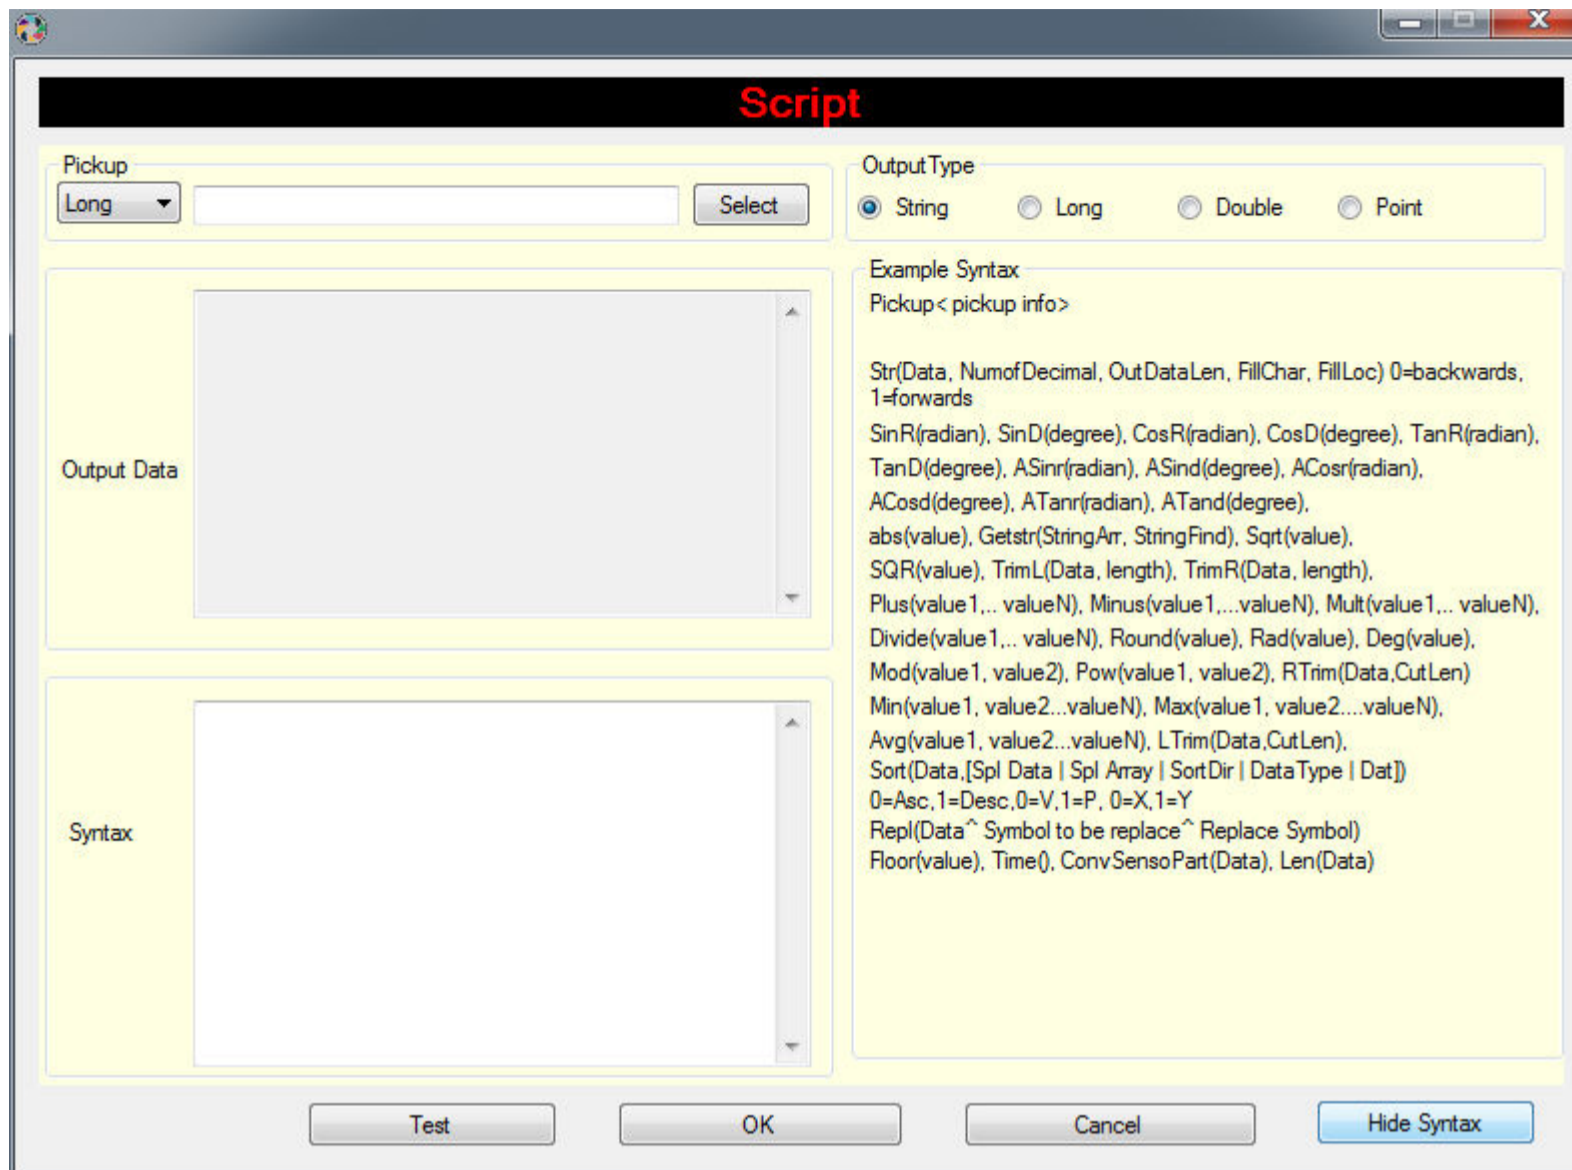 Script
Pickup
Long
Select
OutputType
String
Long
Double
Point
Output Data
Syntax
Example Syntax
Pickup< pickup info>
Str(Data, NumofDecimal, OutDataLen, FillChar, FillLoc) 0=backwards,
1=forwards
SinR(radian), SinD(degree), CosR(radian), CosD(degree), TanR(radian),
TanD(degree), ASinr(radian), ASind(degree), ACosr(radian),
ACosd(degree), ATanr(radian), ATand(degree),
abs(value), Getstr(StringArr, StringFind), Sqrt(value),
SQR(value), TrimL(Data, length), TrimR(Data, length),
Plus(value1,.. valueN), Minus(value1,...valueN), Mult(value1,.. valueN),
Divide(value1,.. valueN), Round(value), Rad(value), Deg(value),
Mod(value1, value2), Pow(value1, value2), RTrim(Data,CutLen)
Min(value1, value2...valueN), Max(value1, value2....valueN),
Avg(value1, value2...valueN), LTrim(Data,CutLen),
Sort(Data,[Spl Data | Spl Array | SortDir | DataType | Dat])
0=Asc,1=Desc,0=V,1=P, 0=X,1=Y
Repl(Data^ Symbol to be replace^ Replace Symbol)
Floor(value), Time(), ConvSensoPart(Data), Len(Data)
Test
OK
Cancel
Hide Syntax